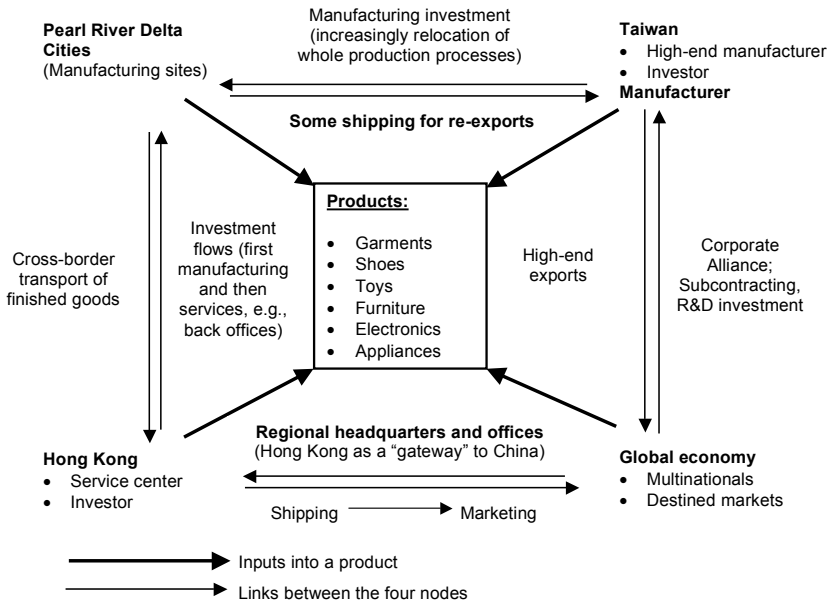 Pearl River Delta
Cities
(Manufacturing sites)
Manufacturing investment
(increasingly relocation of
whole production processes)
Taiwan
• High-end manufacturer
• Investor
Manufacturer
Some shipping for re-exports
Cross-border
transport of
finished goods
Investment
flows (first
manufacturing
and then
services, e.g.,
back offices)
Products:
• Garments
• Shoes
• Toys
• Furniture
• Electronics
• Appliances
High-end
exports
Corporate
Alliance;
Subcontracting,
R&D investment
Hong Kong
• Service center
• Investor
Regional headquarters and offices
(Hong Kong as a “gateway” to China)
Shipping
Marketing
Global economy
• Multinationals
• Destined markets
Inputs into a product
Links between the four nodes